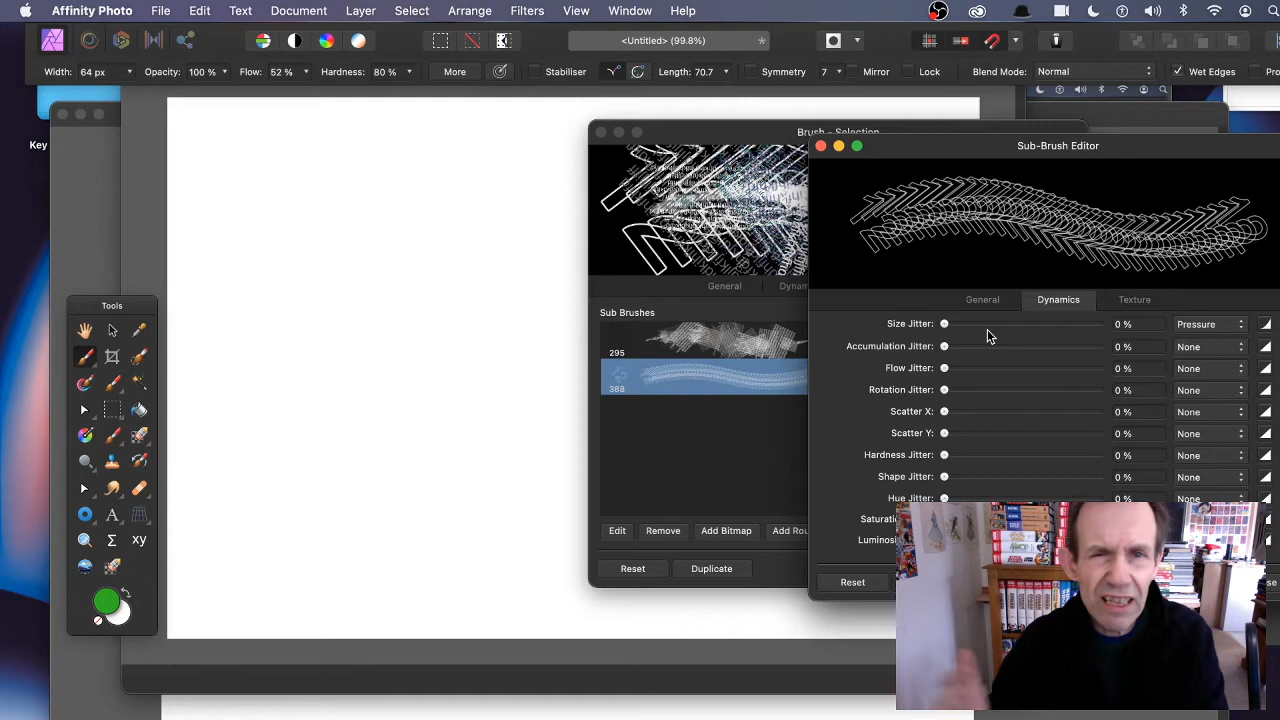 Affinity Photo File Edit Text Document Layer Select Arrange Filters View Window Help
<Untitled> (99.8%)
Width: 64 px Opacity: 100 % Flow: 52 % Hardness: 80 % More Stabiliser Length: 70.7 Symmetry 7 Mirror Lock Blend Mode: Normal Wet Edges
Key
Brush - Selection
Sub-Brush Editor
General
Sub Brushes
295
388
Edit Remove Add Bitmap
Reset Duplicate
General Dynamics Texture
Size Jitter: 0 % Pressure
Accumulation Jitter: 0 % None
Flow Jitter: 0 % None
Rotation Jitter: 0 % None
Scatter X: 0 % None
Scatter Y: 0 % None
Hardness Jitter: 0 % None
Shape Jitter: 0 % None
Hue Jitter: 0 % None
Reset
Tools
A
Σ xy